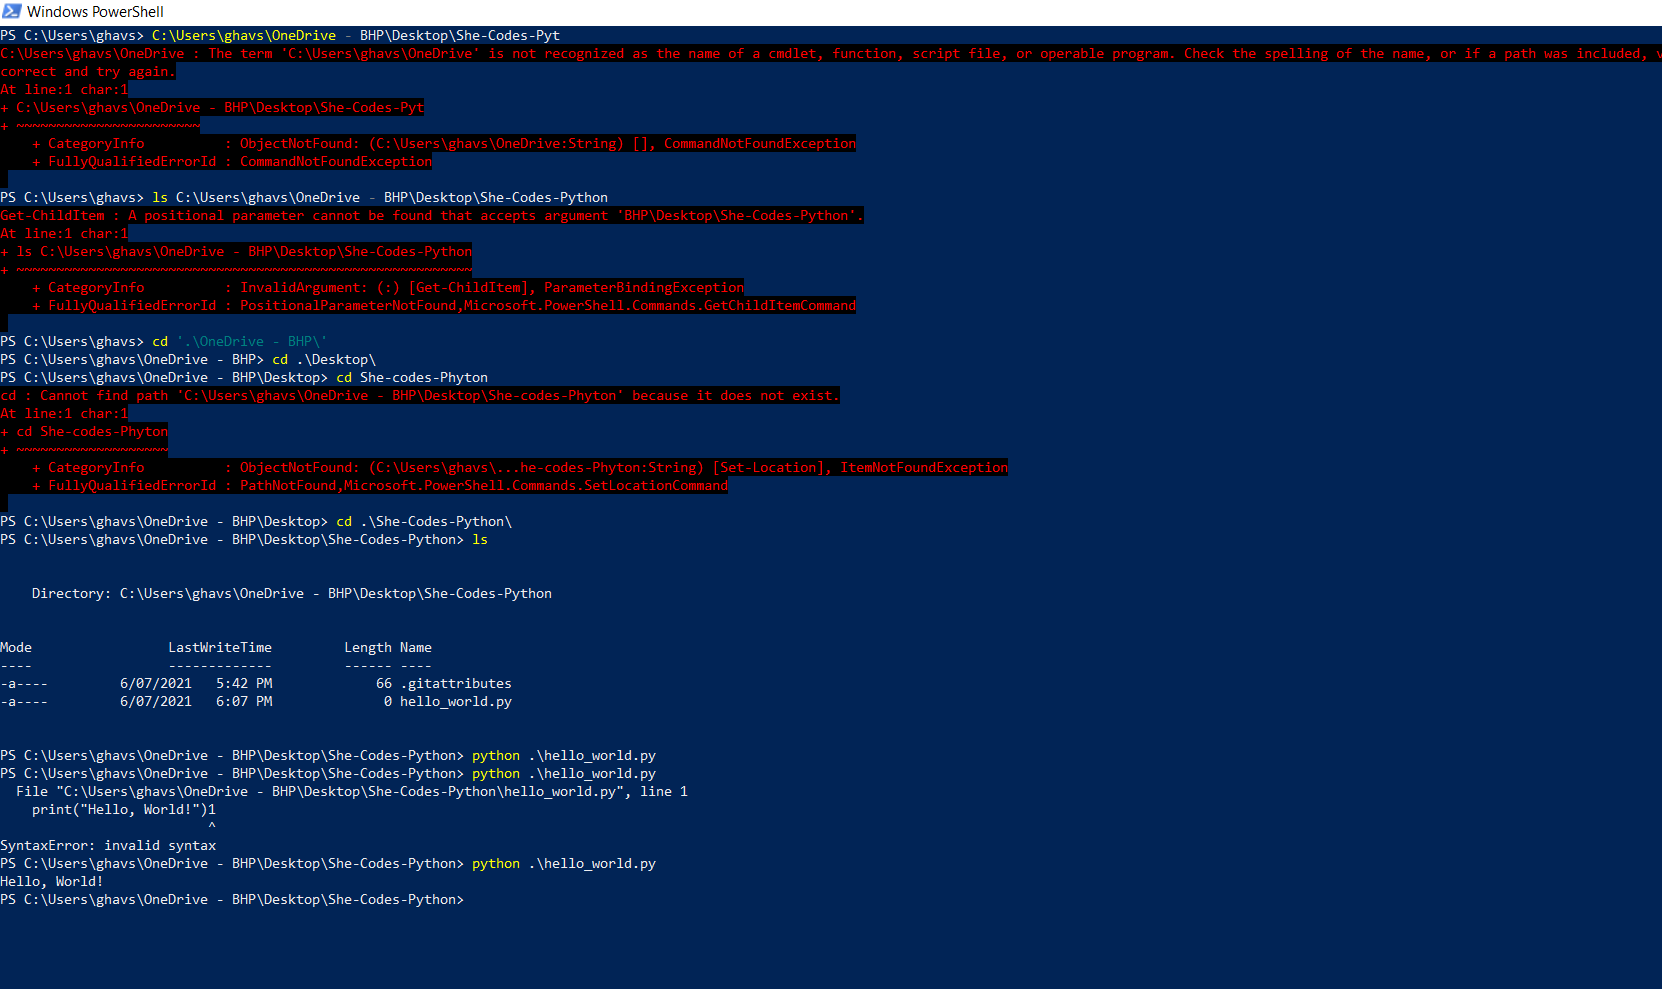 Windows PowerShell
PS C:\Users\ghavs> C:\Users\ghavs\OneDrive - BHP\Desktop\She-Codes-Pyt
C:\Users\ghavs\OneDrive : The term 'C:\Users\ghavs\OneDrive' is not recognized as the name of a cmdlet, function, script file, or operable program. Check the spelling of the name, or if a path was included,
correct and try again.
At line:1 char:1
+ C:\Users\ghavs\OneDrive - BHP\Desktop\She-Codes-Pyt
+ ~~~~~~~~~~~~~~~~~~~~~~~
    + CategoryInfo          : ObjectNotFound: (C:\Users\ghavs\OneDrive:String) [], CommandNotFoundException
    + FullyQualifiedErrorId : CommandNotFoundException
PS C:\Users\ghavs> ls C:\Users\ghavs\OneDrive - BHP\Desktop\She-Codes-Python
Get-ChildItem : A positional parameter cannot be found that accepts argument 'BHP\Desktop\She-Codes-Python'.
At line:1 char:1
+ ls C:\Users\ghavs\OneDrive - BHP\Desktop\She-Codes-Python
+ ~~~~~~~~~~~~~~~~~~~~~~~~~~~~~~~~~~~~~~~~~~~~~~~~~~~~~~~~~
    + CategoryInfo          : InvalidArgument: (:) [Get-ChildItem], ParameterBindingException
    + FullyQualifiedErrorId : PositionalParameterNotFound,Microsoft.PowerShell.Commands.GetChildItemCommand
PS C:\Users\ghavs> cd '.\OneDrive - BHP\'
PS C:\Users\ghavs\OneDrive - BHP> cd .\Desktop\
PS C:\Users\ghavs\OneDrive - BHP\Desktop> cd She-codes-Phyton
cd : Cannot find path 'C:\Users\ghavs\OneDrive - BHP\Desktop\She-codes-Phyton' because it does not exist.
At line:1 char:1
+ cd She-codes-Phyton
+ ~~~~~~~~~~~~~~~~~~~
    + CategoryInfo          : ObjectNotFound: (C:\Users\ghavs\...he-codes-Phyton:String) [Set-Location], ItemNotFoundException
    + FullyQualifiedErrorId : PathNotFound,Microsoft.PowerShell.Commands.SetLocationCommand
PS C:\Users\ghavs\OneDrive - BHP\Desktop> cd .\She-Codes-Python\
PS C:\Users\ghavs\OneDrive - BHP\Desktop\She-Codes-Python> ls
    Directory: C:\Users\ghavs\OneDrive - BHP\Desktop\She-Codes-Python
Mode                 LastWriteTime         Length Name
----                 -------------         ------ ----
-a----         6/07/2021   5:42 PM             66 .gitattributes
-a----         6/07/2021   6:07 PM              0 hello_world.py
PS C:\Users\ghavs\OneDrive - BHP\Desktop\She-Codes-Python> python .\hello_world.py
PS C:\Users\ghavs\OneDrive - BHP\Desktop\She-Codes-Python> python .\hello_world.py
  File "C:\Users\ghavs\OneDrive - BHP\Desktop\She-Codes-Python\hello_world.py", line 1
    print("Hello, World!")1
                          ^
SyntaxError: invalid syntax
PS C:\Users\ghavs\OneDrive - BHP\Desktop\She-Codes-Python> python .\hello_world.py
Hello, World!
PS C:\Users\ghavs\OneDrive - BHP\Desktop\She-Codes-Python>